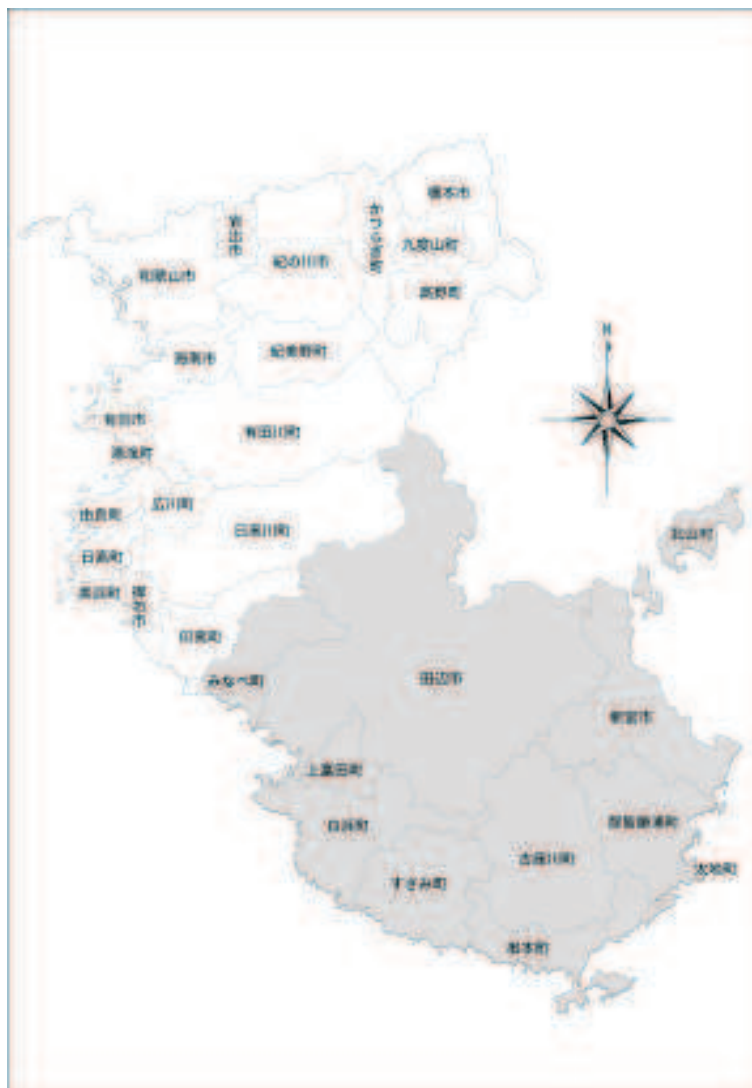 橋本市
岩出市
かつらぎ町
九度山町
紀の川市
和歌山市
高野町
N
海南市
紀美野町
有田市
有田川町
湯浅町
広川町
由良町
日高川町
北山村
日高町
美浜町
御坊市
印南町
みなべ町
田辺市
新宮市
上富田町
白浜町
那智勝浦町
古座川町
太地町
すさみ町
串本町